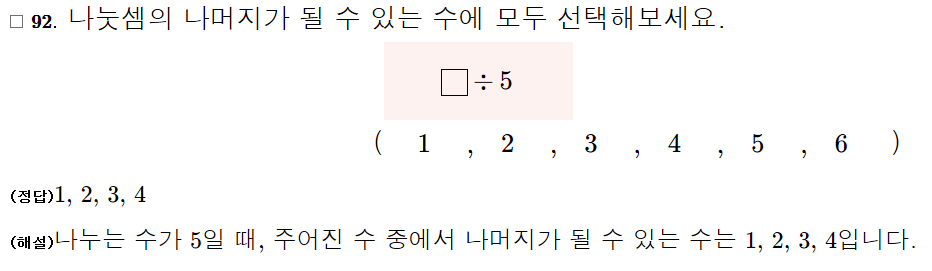 □ 92. 나눗셈의 나머지가 될 수 있는 수에 모두 선택해보세요.
□ ÷ 5
( 1 , 2 , 3 , 4 , 5 , 6 )
(정답)1, 2, 3, 4
(해설)나누는 수가 5일 때, 주어진 수 중에서 나머지가 될 수 있는 수는 1, 2, 3, 4입니다.